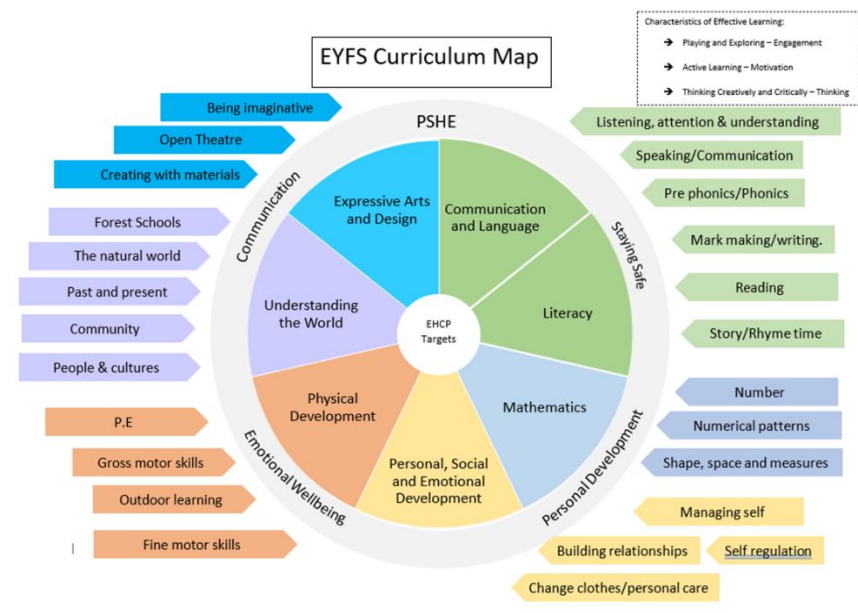 EYFS Curriculum Map
Characteristics of Effective Learning:
→ Playing and Exploring – Engagement
→ Active Learning – Motivation
→ Thinking Creatively and Critically – Thinking
Being imaginative
Open Theatre
Creating with materials
Forest Schools
The natural world
Past and present
Community
People & cultures
P.E
Gross motor skills
Outdoor learning
Fine motor skills
PSHE
Communication
Staying Safe
Emotional Wellbeing
Personal Development
Expressive Arts
and Design
Communication
and Language
Understanding
the World
EHCP
Targets
Literacy
Physical
Development
Mathematics
Personal, Social
and Emotional
Development
Listening, attention & understanding
Speaking/Communication
Pre phonics/Phonics
Mark making/writing.
Reading
Story/Rhyme time
Number
Numerical patterns
Shape, space and measures
Managing self
Building relationships
Self regulation
Change clothes/personal care